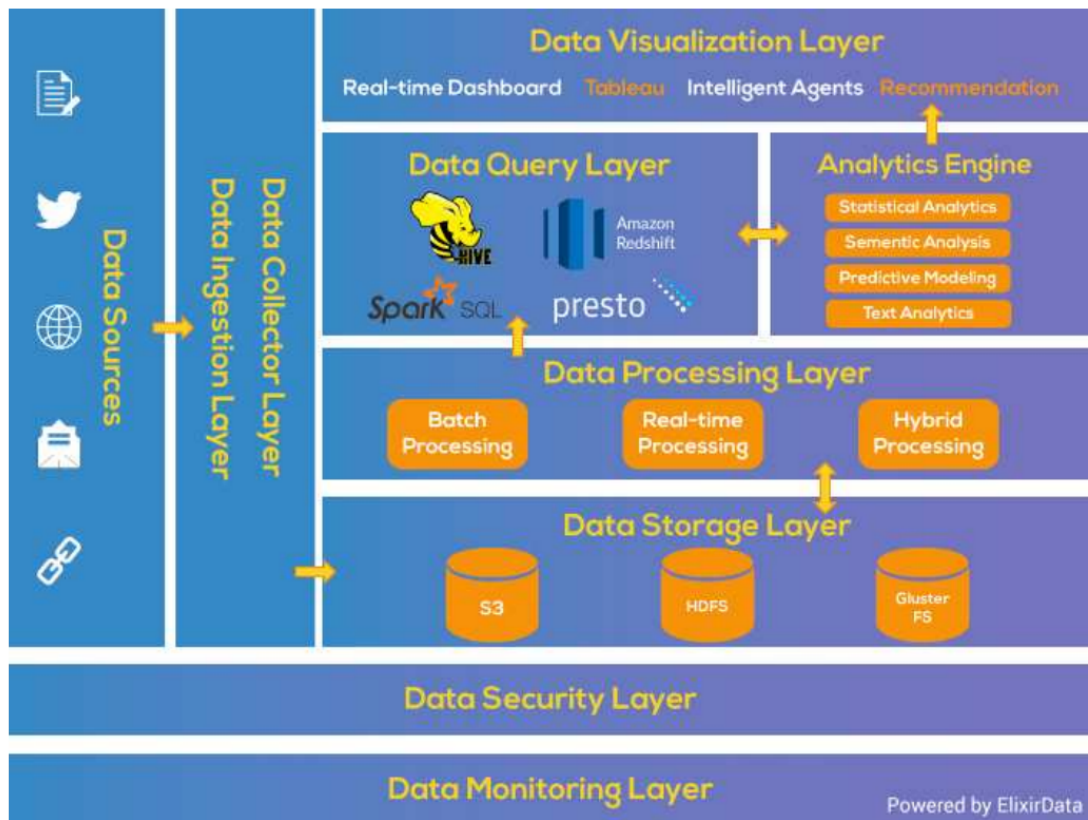 Data Visualization Layer
Real-time Dashboard Tableau Intelligent Agents Recommendation
Data Sources
Data Ingestion Layer
Data Collector Layer
Data Query Layer
HIVE
Amazon
Redshift
Spark SQL
presto
Analytics Engine
Statistical Analytics
Sementic Analysis
Predictive Modeling
Text Analytics
Data Processing Layer
Batch
Processing
Real-time
Processing
Hybrid
Processing
Data Storage Layer
S3
HDFS
Gluster
FS
Data Security Layer
Data Monitoring Layer
Powered by ElixirData